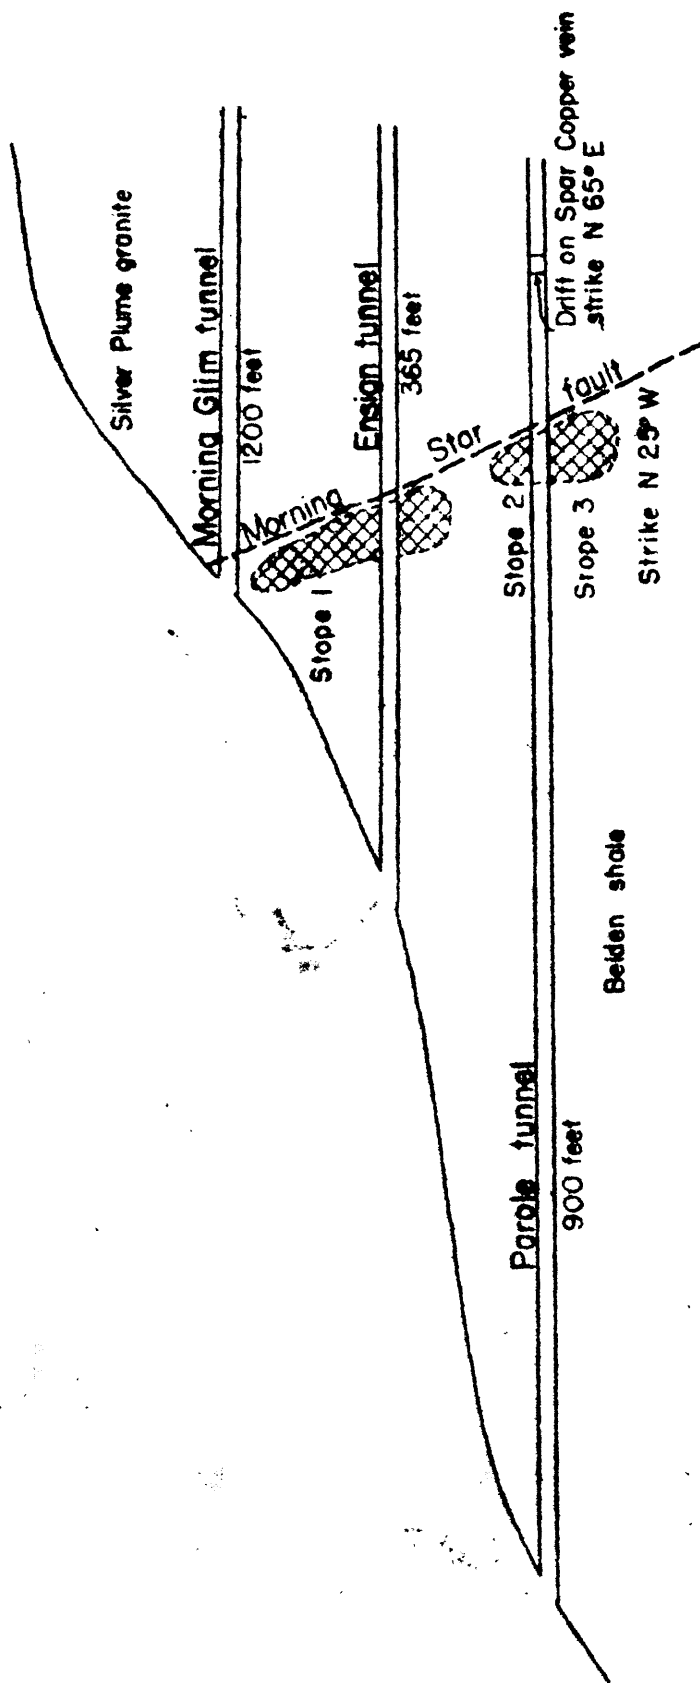 Silver Plume granite
Morning Glim tunnel
1200 feet
Ensign tunnel
365 feet
Morning Star fault
Stope 1
Stope 2
Stope 3
Strike N 25° W
Drift on Spar Copper vein
strike N 65° E
Parole tunnel
900 feet
Belden shale